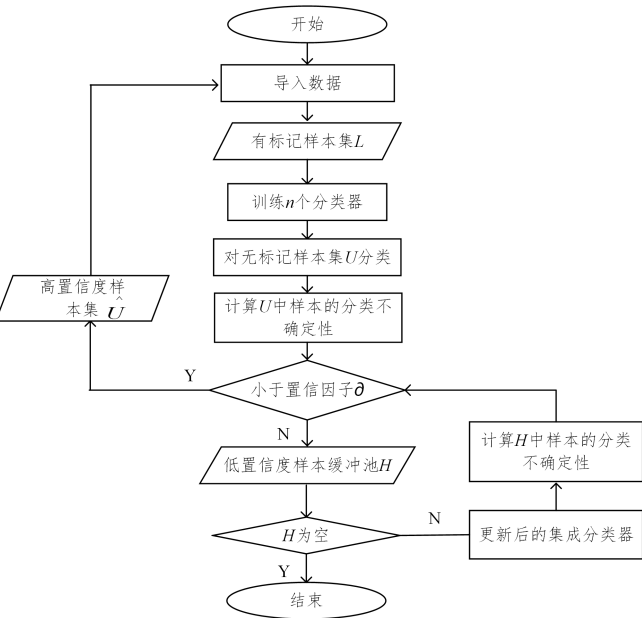 开始
导入数据
有标记样本集L
训练n个分类器
对无标记样本集U分类
高置信度样
本集 Û
计算U中样本的分类不
确定性
Y
小于置信因子∂
N
计算H中样本的分类
不确定性
低置信度样本缓冲池H
H为空
N
更新后的集成分类器
Y
结束